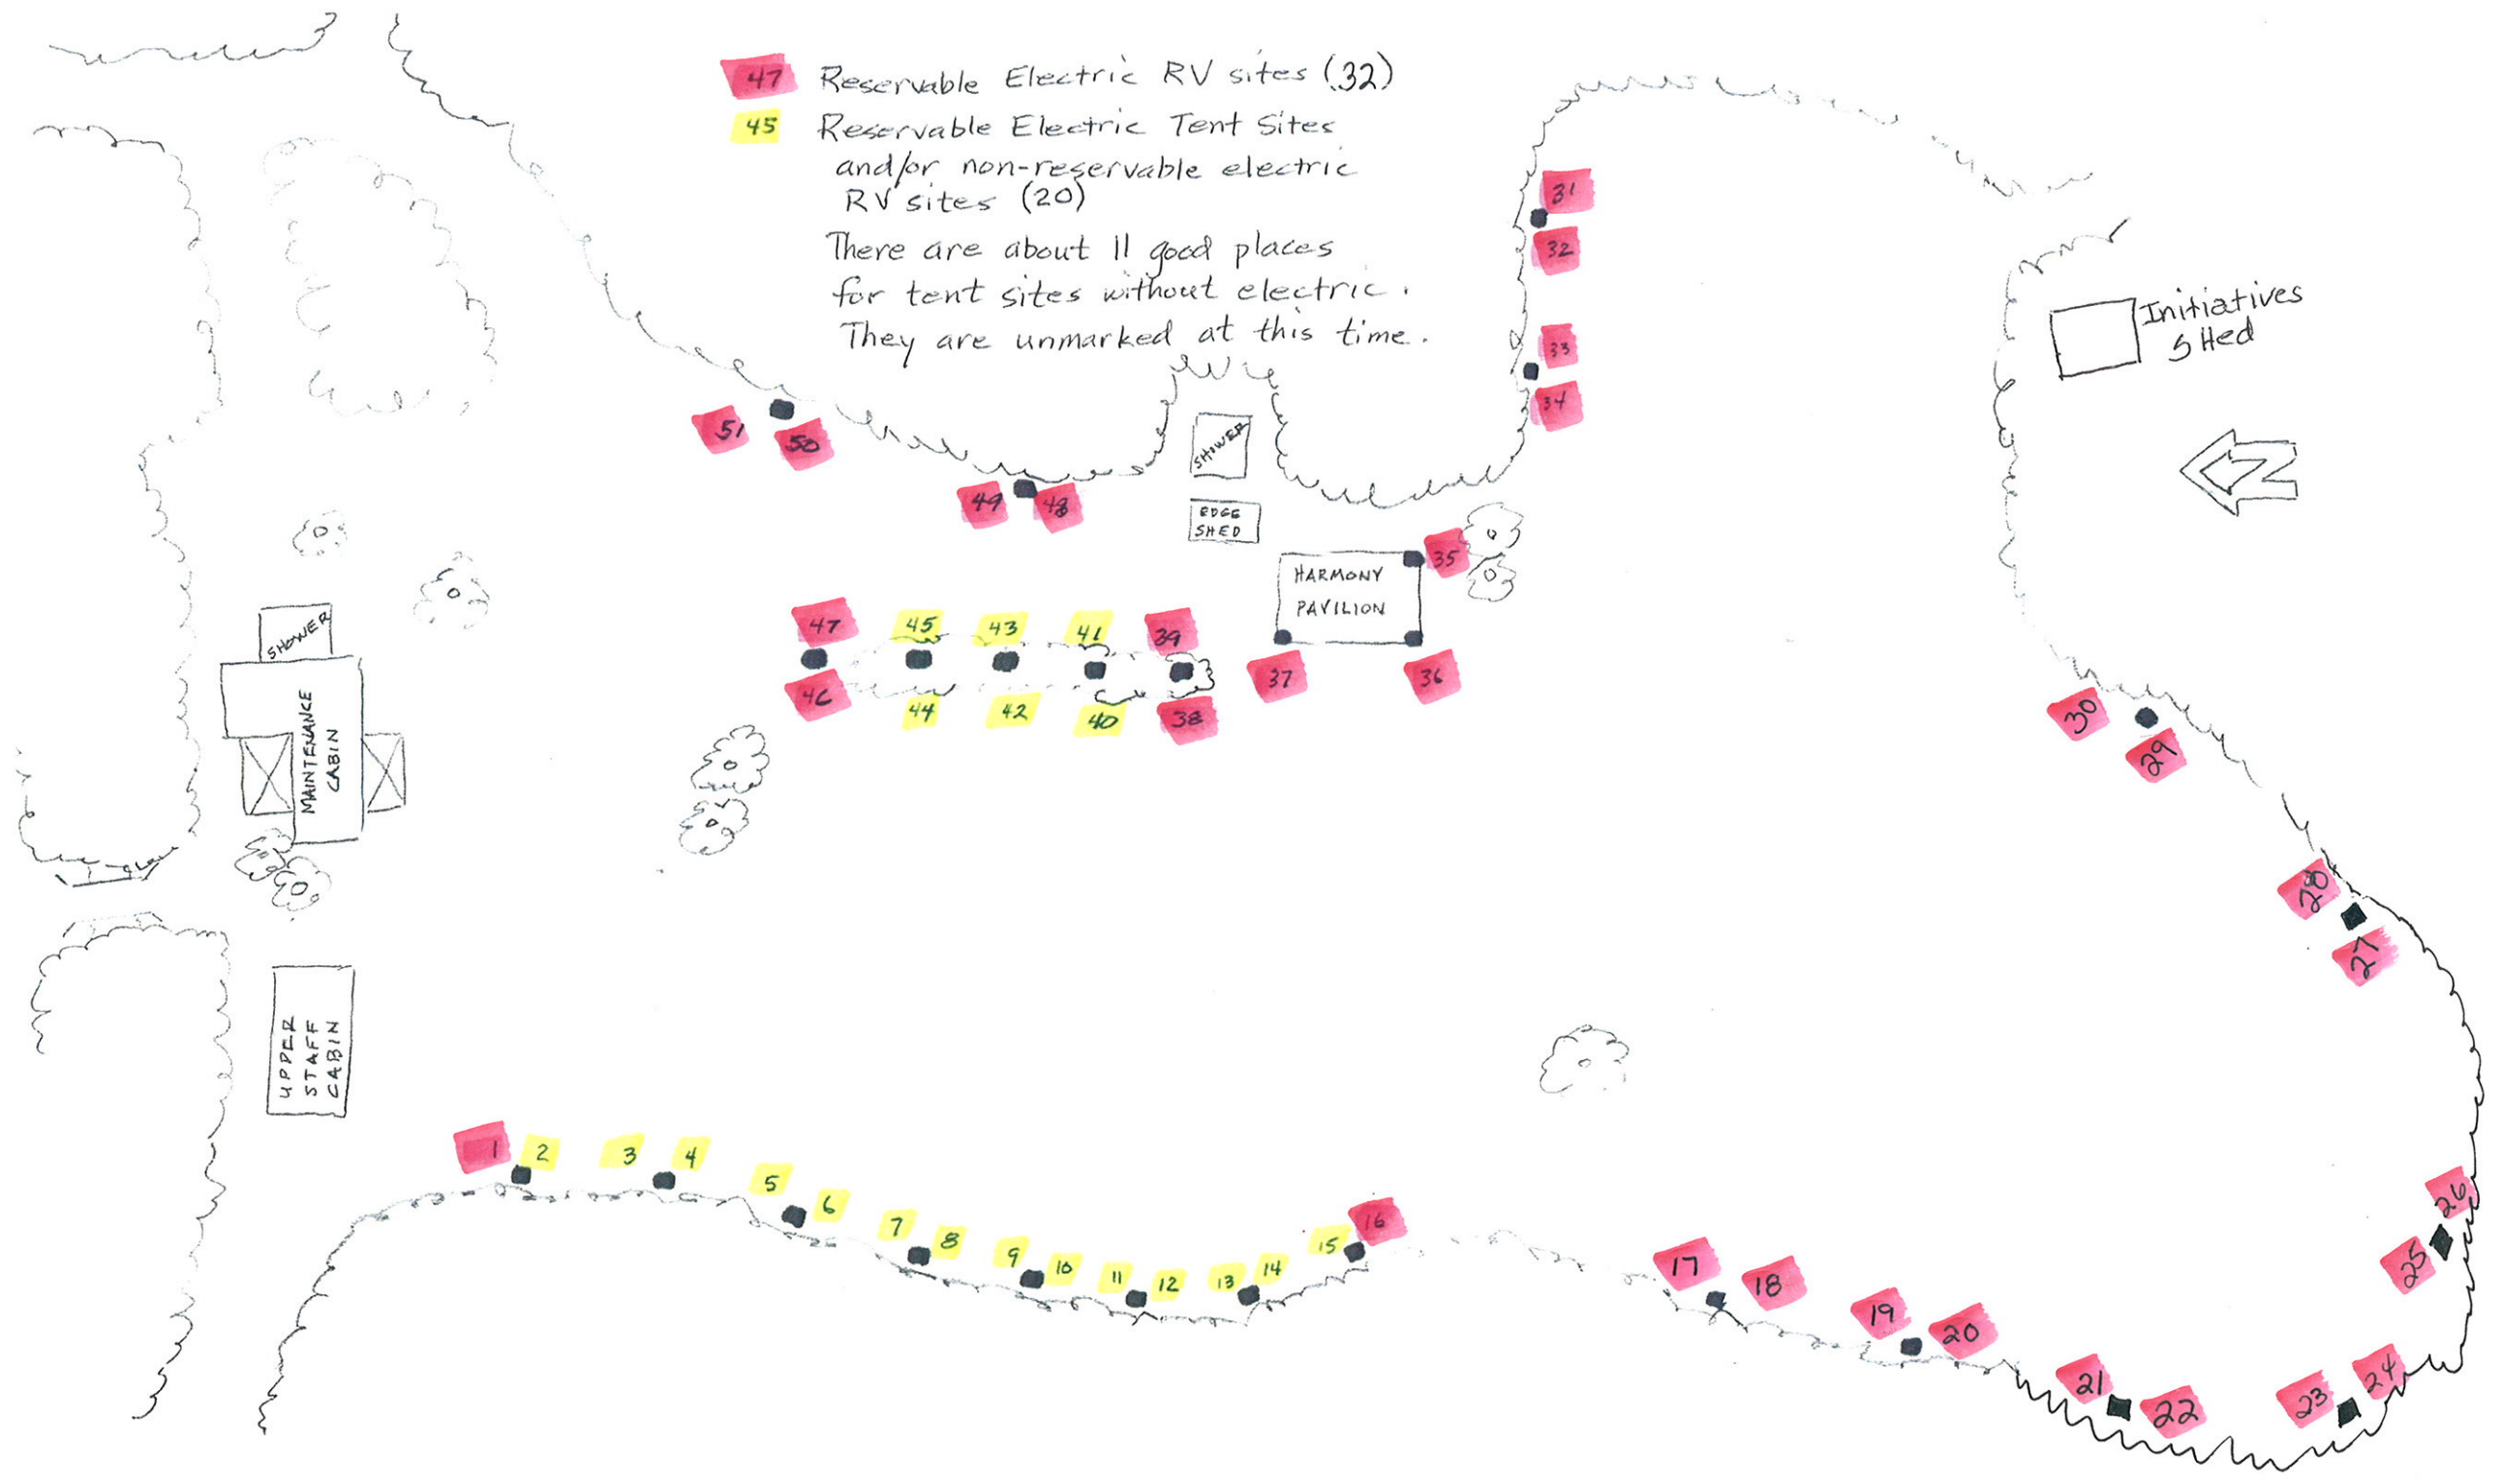 47 Reservable Electric RV sites (32)
45 Reservable Electric Tent Sites
and/or non-reservable electric
RV sites (20)
There are about 11 good places
for tent sites without electric.
They are unmarked at this time.
31
32
33
34
Initiatives
SHed
N
51
50
49
48
SHOWER
EDGE
SHED
HARMONY
PAVILION
35
47
45
43
41
39
37
36
46
44
42
40
38
SHOWER
MAINTENANCE
CABIN
30
29
28
27
UPPER
STAFF
CABIN
1
2
3
4
5
6
7
8
9
10
11
12
13
14
15
16
17
18
19
20
21
22
23
24
25
26